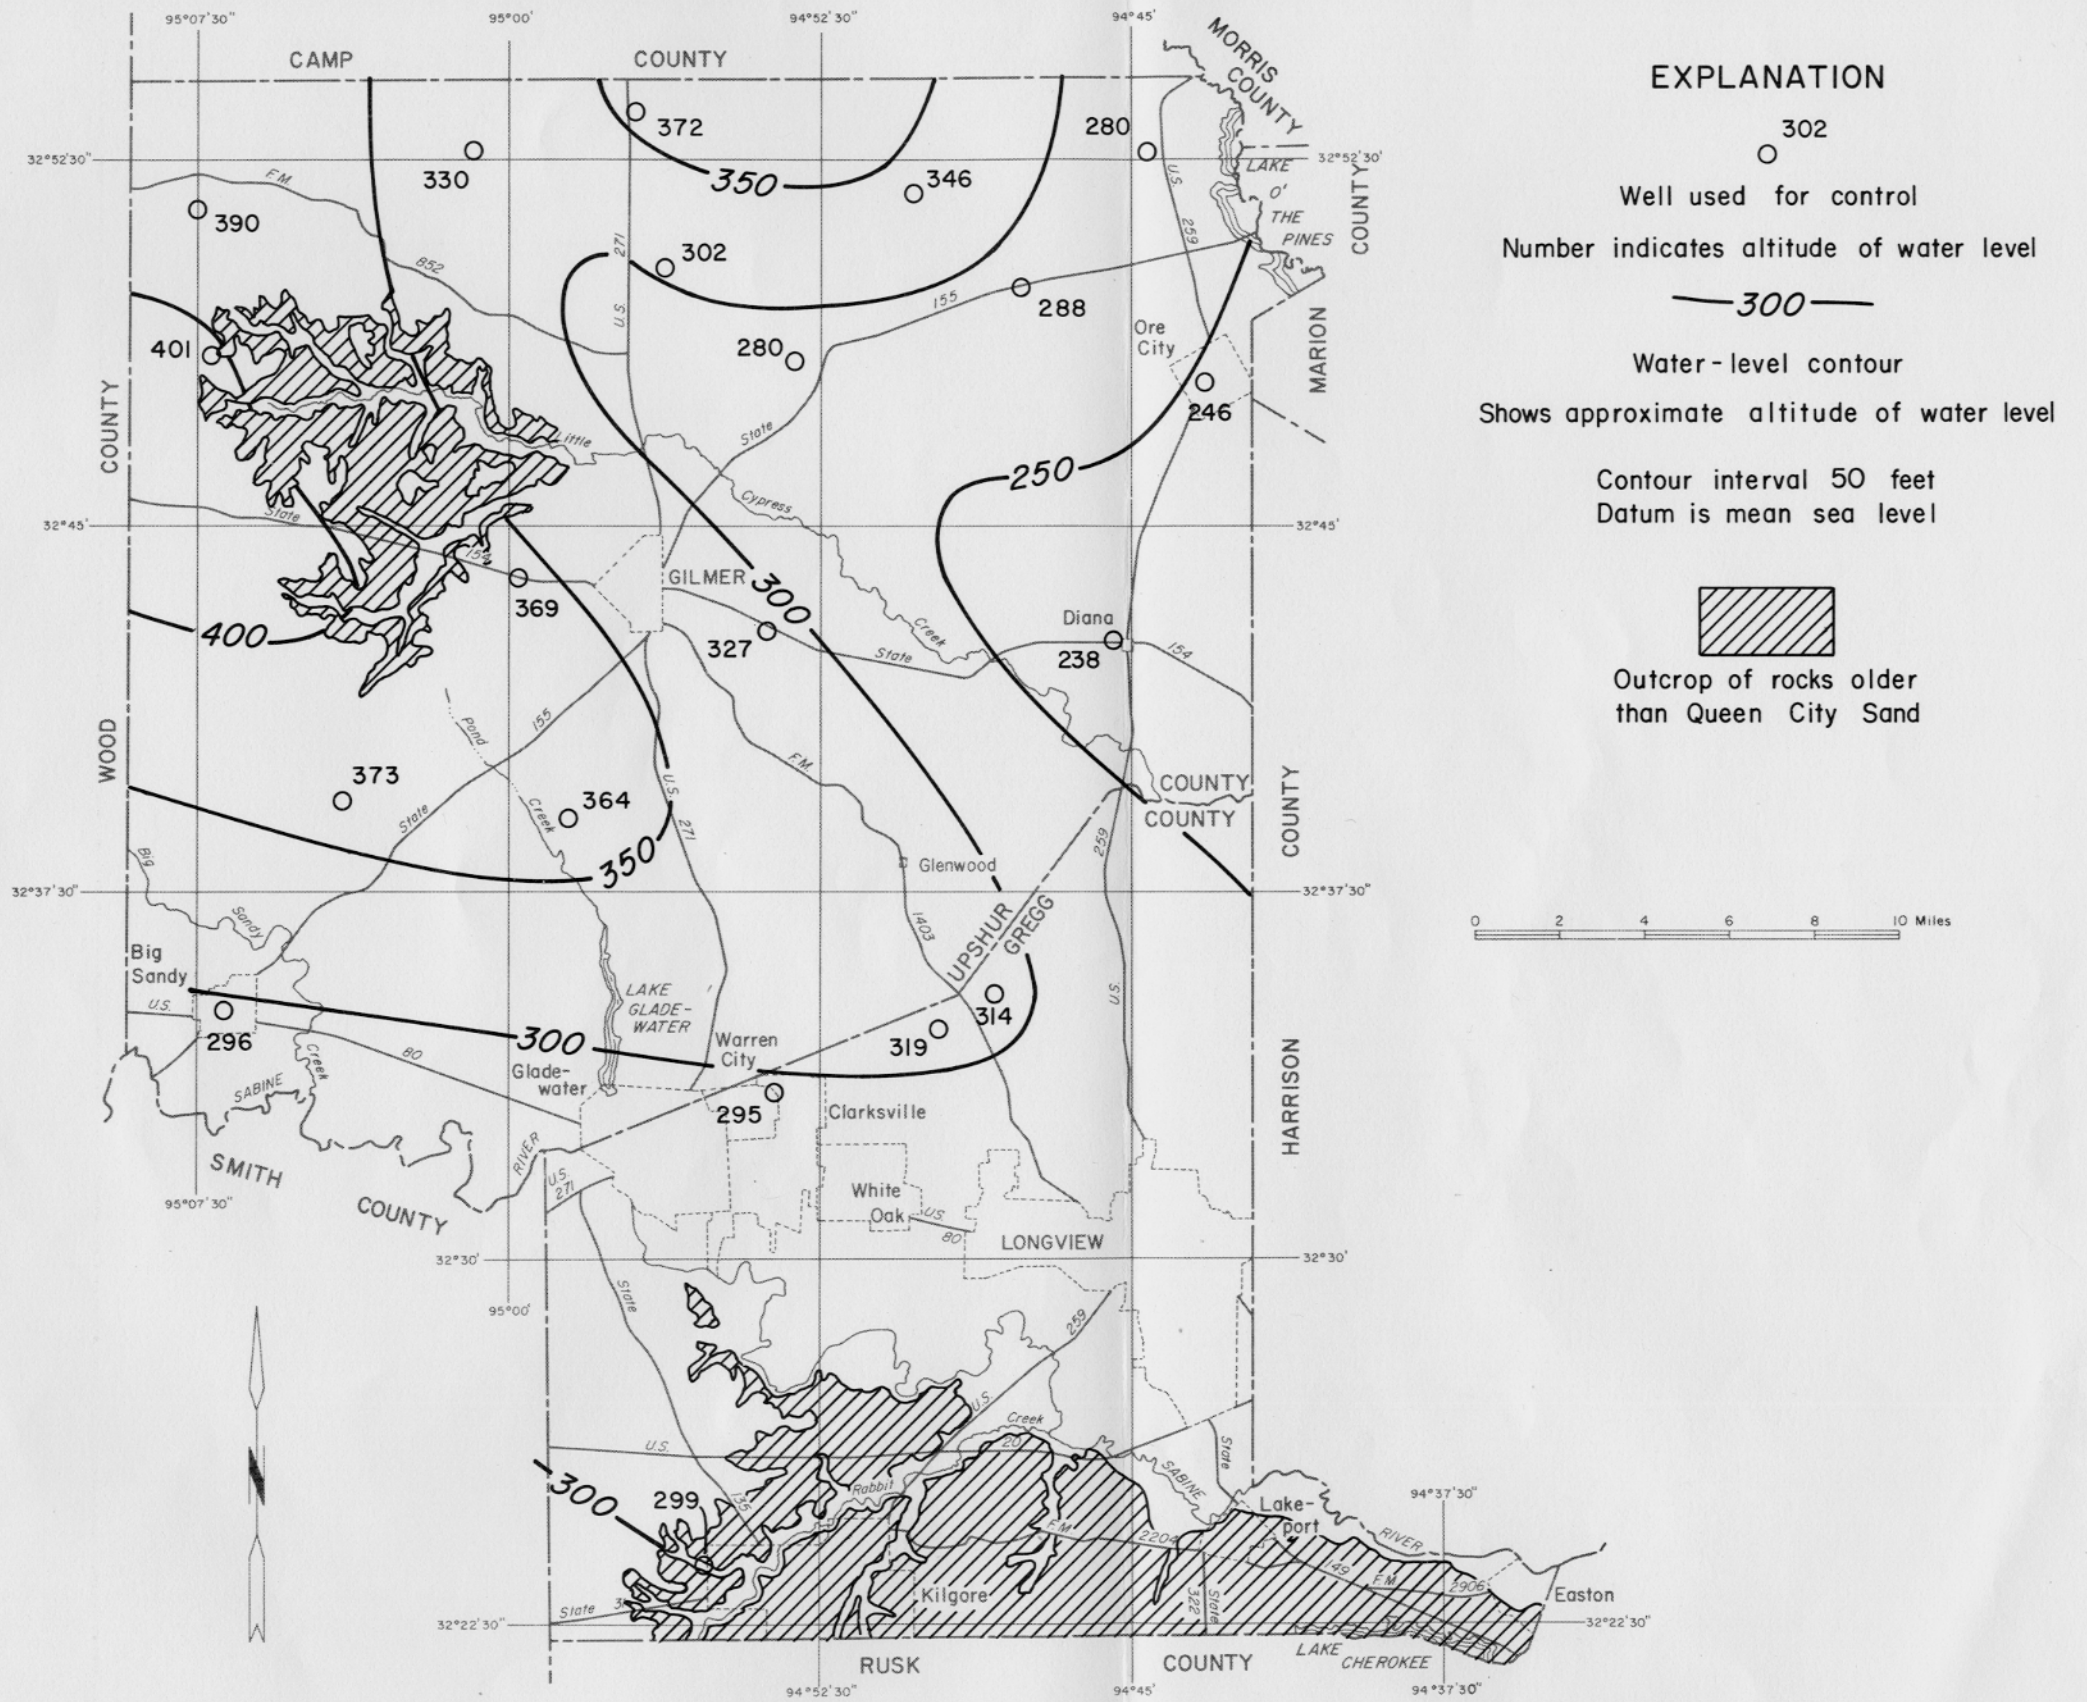 95°07'30"
95°00'
94°52'30"
94°45'
CAMP
COUNTY
MORRIS
COUNTY
372
280
330
350
346
32°52'30"
32°52'30"
LAKE
O'
THE
PINES
COUNTY
MARION
F.M.
390
852
271
U.S.
302
U.S.
259
155
288
280
Ore
City
246
401
COUNTY
Little
State
Cypress
250
State
32°45'
32°45'
154
369
GILMER
300
400
327
Creek
State
Diana
238
154
WOOD
Pond
155
F.M.
373
State
Creek
364
U.S.
271
350
COUNTY
COUNTY
COUNTY
259
Glenwood
Big
32°37'30"
32°37'30"
Sandy
1403
UPSHUR
GREGG
Big
Sandy
U.S.
296
300
LAKE
GLADE-
WATER
Warren
City
314
319
U.S.
80
Creek
SABINE
Glade-
water
295
Clarksville
HARRISON
SMITH
COUNTY
RIVER
U.S.
271
95°07'30"
White
Oak
U.S.
80
LONGVIEW
32°30'
32°30'
95°00'
State
259
U.S.
Creek
20
U.S.
300
299
135
Rabbit
SABINE
State
Lake-
port
94°37'30"
RIVER
F.M.
2204
149
F.M.
2906
322
State
Kilgore
Easton
State
31
32°22'30"
32°22'30"
LAKE
CHEROKEE
RUSK
COUNTY
94°52'30"
94°45'
94°37'30"
N
EXPLANATION
302
Well used for control
Number indicates altitude of water level
300
Water-level contour
Shows approximate altitude of water level
Contour interval 50 feet
Datum is mean sea level
Outcrop of rocks older
than Queen City Sand
0 2 4 6 8 10 Miles